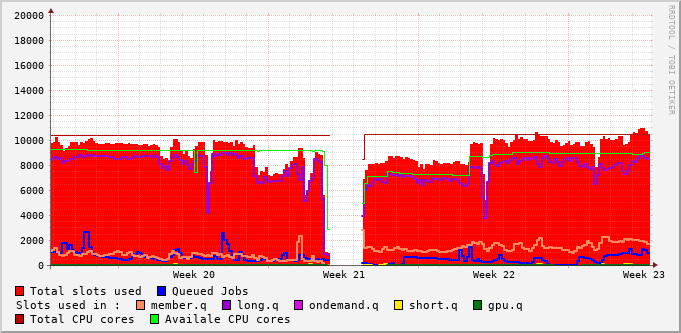 20000
18000
16000
14000
12000
10000
8000
6000
4000
2000
0
Week 20 Week 21 Week 22 Week 23
RRDTOOL / TOBI OETIKER
Total slots used Queued Jobs
Slots used in : member.q long.q ondemand.q short.q gpu.q
Total CPU cores Availale CPU cores